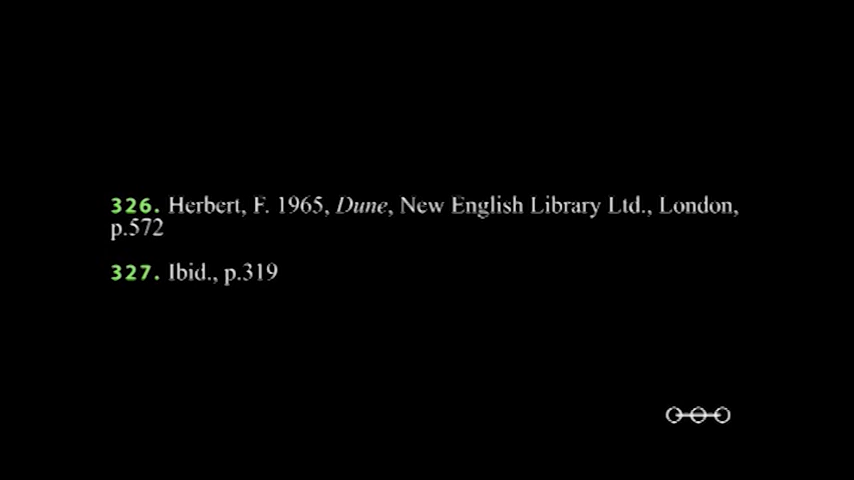 326. Herbert, F. 1965, Dune, New English Library Ltd., London,
p.572
327. Ibid., p.319